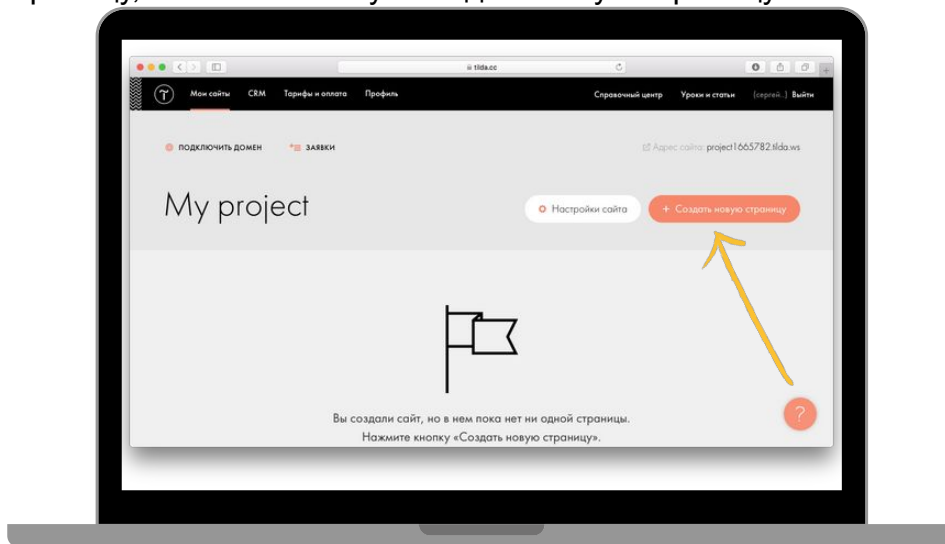 tilda.cc
Мои сайты CRM Тарифы и оплата Профиль Справочный центр Уроки и статьи (сергей..) Выйти
ПОДКЛЮЧИТЬ ДОМЕН ЗАЯВКИ Адрес сайта: project1665782.tilda.ws
My project Настройки сайта + Создать новую страницу
Вы создали сайт, но в нем пока нет ни одной страницы.
Нажмите кнопку «Создать новую страницу».
?